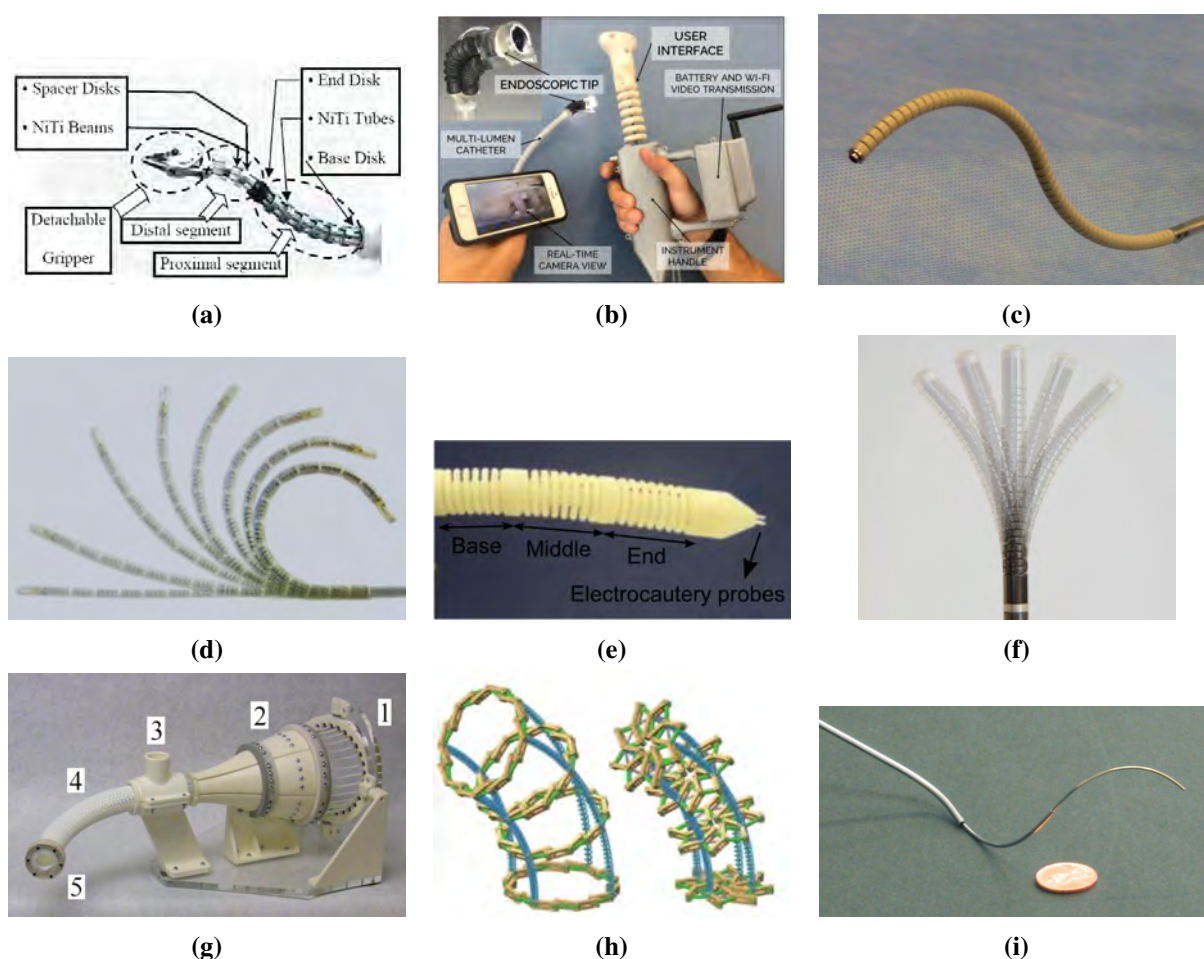 • Spacer Disks
• NiTi Beams
• End Disk
• NiTi Tubes
• Base Disk
Detachable
Gripper
Distal segment
Proximal segment
(a)
USER
INTERFACE
ENDOSCOPIC TIP
BATTERY AND WI-FI
VIDEO TRANSMISSION
MULTI-LUMEN
CATHETER
REAL-TIME
CAMERA VIEW
INSTRUMENT
HANDLE
(b)
(c)
(d)
Base
Middle
End
Electrocautery probes
(e)
(f)
1
2
3
4
5
(g)
(h)
(i)